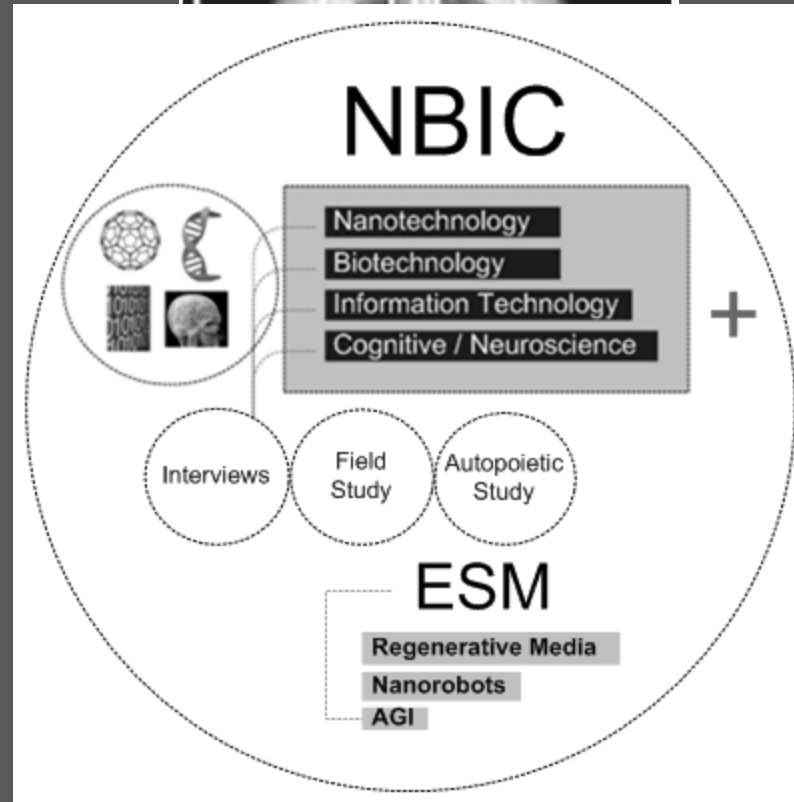 NBIC
Nanotechnology
Biotechnology
Information Technology
Cognitive / Neuroscience
+
Interviews
Field
Study
Autopoietic
Study
ESM
Regenerative Media
Nanorobots
AGI